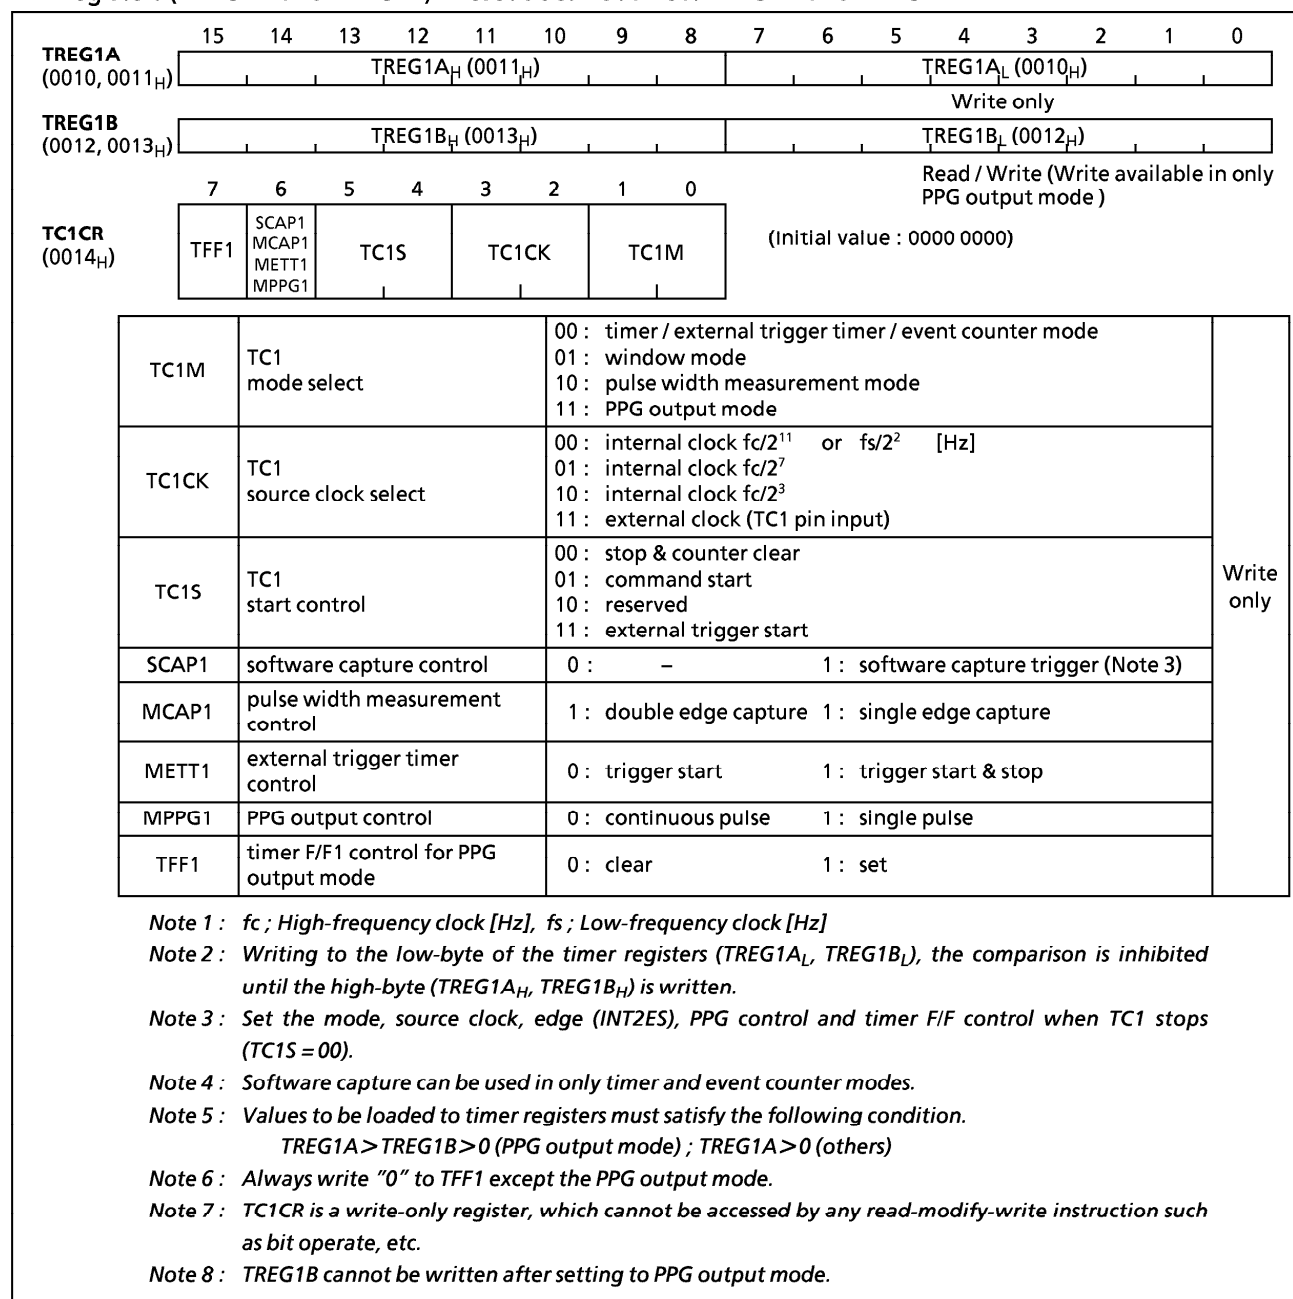 15 14 13 12 11 10 9 8 7 6 5 4 3 2 1 0
TREG1A
(0010, 0011H)
TREG1AH (0011H) TREG1AL (0010H)
Write only
TREG1B
(0012, 0013H)
TREG1BH (0013H) TREG1BL (0012H)
Read / Write (Write available in only
PPG output mode )
7 6 5 4 3 2 1 0
TC1CR
(0014H)
TFF1
SCAP1
MCAP1
METT1
MPPG1
TC1S TC1CK TC1M
(Initial value : 0000 0000)
TC1M
TC1
mode select
00 : timer / external trigger timer / event counter mode
01 : window mode
10 : pulse width measurement mode
11 : PPG output mode
TC1CK
TC1
source clock select
00 : internal clock fc/2¹¹ or fs/2² [Hz]
01 : internal clock fc/2⁷
10 : internal clock fc/2³
11 : external clock (TC1 pin input)
TC1S
TC1
start control
00 : stop & counter clear
01 : command start
10 : reserved
11 : external trigger start
Write
only
SCAP1 software capture control 0 : – 1 : software capture trigger (Note 3)
MCAP1
pulse width measurement
control
1 : double edge capture 1 : single edge capture
METT1
external trigger timer
control
0 : trigger start 1 : trigger start & stop
MPPG1 PPG output control 0 : continuous pulse 1 : single pulse
TFF1
timer F/F1 control for PPG
output mode
0 : clear 1 : set
Note 1 : fc ; High-frequency clock [Hz], fs ; Low-frequency clock [Hz]
Note 2 : Writing to the low-byte of the timer registers (TREG1AL, TREG1BL), the comparison is inhibited
until the high-byte (TREG1AH, TREG1BH) is written.
Note 3 : Set the mode, source clock, edge (INT2ES), PPG control and timer F/F control when TC1 stops
(TC1S = 00).
Note 4 : Software capture can be used in only timer and event counter modes.
Note 5 : Values to be loaded to timer registers must satisfy the following condition.
TREG1A > TREG1B > 0 (PPG output mode) ; TREG1A > 0 (others)
Note 6 : Always write "0" to TFF1 except the PPG output mode.
Note 7 : TC1CR is a write-only register, which cannot be accessed by any read-modify-write instruction such
as bit operate, etc.
Note 8 : TREG1B cannot be written after setting to PPG output mode.